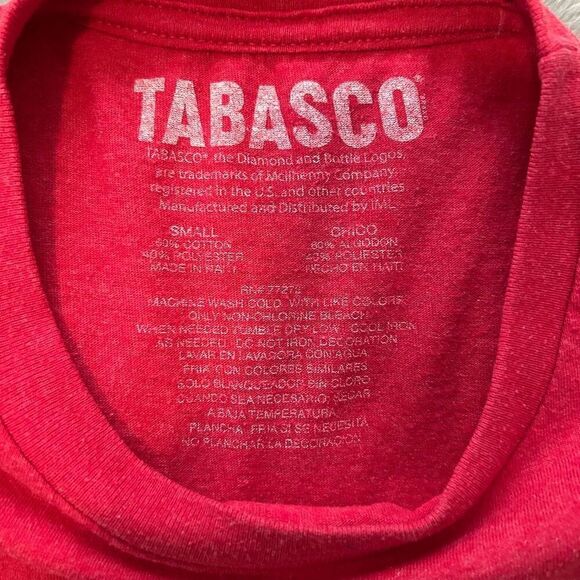 TABASCO®
TABASCO®, the Diamond and Bottle Logos,
are trademarks of McIlhenny Company,
registered in the U.S. and other countries
Manufactured and Distributed by IML.
SMALL CHICO
60% COTTON 60% ALGODON
40% POLYESTER 40% POLIESTER
MADE IN HAITI HECHO EN HAITI
RN# 77272
MACHINE WASH COLD, WITH LIKE COLORS
ONLY NON-CHLORINE BLEACH
WHEN NEEDED TUMBLE DRY LOW. COOL IRON
AS NEEDED. DO NOT IRON DECORATION
LAVAR EN LAVADORA CON AGUA
FRIA CON COLORES SIMILARES
SOLO BLANQUEADOR SIN CLORO
CUANDO SEA NECESARIO; SECAR
A BAJA TEMPERATURA
PLANCHA FRIA SI SE NECESITA
NO PLANCHAR LA DECORACION